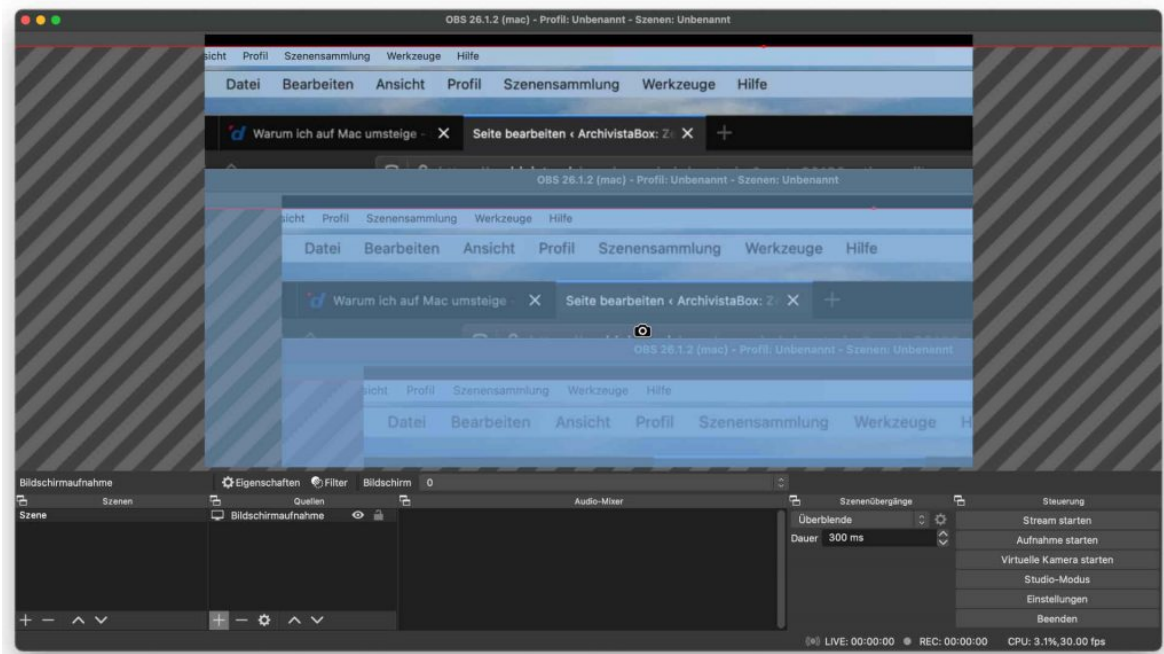 OBS 26.1.2 (mac) - Profil: Unbenannt - Szenen: Unbenannt
sicht Profil Szenensammlung Werkzeuge Hilfe
Datei Bearbeiten Ansicht Profil Szenensammlung Werkzeuge Hilfe
Warum ich auf Mac umsteige - Seite bearbeiten ‹ ArchivistaBox: Ze
OBS 26.1.2 (mac) - Profil: Unbenannt - Szenen: Unbenannt
sicht Profil Szenensammlung Werkzeuge Hilfe
Datei Bearbeiten Ansicht Profil Szenensammlung Werkzeuge Hilfe
Warum ich auf Mac umsteige - Seite bearbeiten ‹ ArchivistaBox: Ze
OBS 26.1.2 (mac) - Profil: Unbenannt - Szenen: Unbenannt
sicht Profil Szenensammlung Werkzeuge Hilfe
Datei Bearbeiten Ansicht Profil Szenensammlung Werkzeuge H
Bildschirmaufnahme Eigenschaften Filter Bildschirm 0
Szenen Quellen Audio-Mixer Szenenübergänge Steuerung
Szene Bildschirmaufnahme Überblende Stream starten
Dauer 300 ms Aufnahme starten
Virtuelle Kamera starten
Studio-Modus
Einstellungen
Beenden
LIVE: 00:00:00 REC: 00:00:00 CPU: 3.1%,30.00 fps